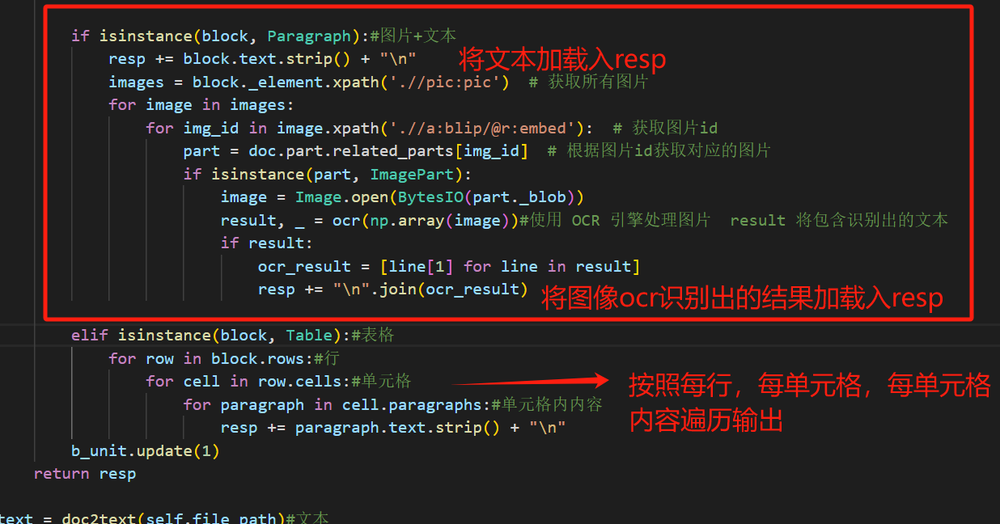 if isinstance(block, Paragraph):#图片+文本
resp += block.text.strip() + "\n"
将文本加载入resp
images = block._element.xpath('.//pic:pic')  # 获取所有图片
for image in images:
for img_id in image.xpath('.//a:blip/@r:embed'):  # 获取图片id
part = doc.part.related_parts[img_id]  # 根据图片id获取对应的图片
if isinstance(part, ImagePart):
image = Image.open(BytesIO(part._blob))
result, _ = ocr(np.array(image))#使用 OCR 引擎处理图片  result 将包含识别出的文本
if result:
ocr_result = [line[1] for line in result]
resp += "\n".join(ocr_result)
将图像ocr识别出的结果加载入resp
elif isinstance(block, Table):#表格
for row in block.rows:#行
for cell in row.cells:#单元格
按照每行，每单元格，每单元格
内容遍历输出
for paragraph in cell.paragraphs:#单元格内内容
resp += paragraph.text.strip() + "\n"
b_unit.update(1)
return resp
text = doc2text(self.file_path)#文本